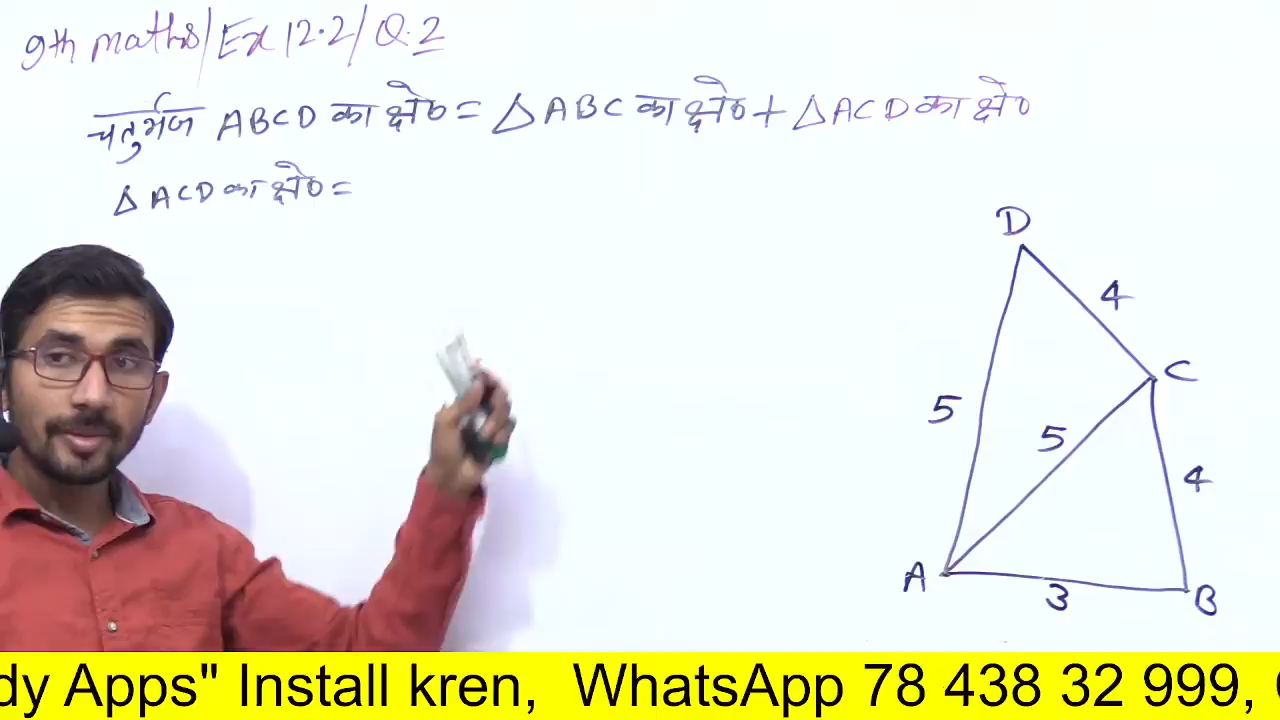 9th maths/Ex 12.2/Q.2
चतुर्भुज ABCD का क्षे० = △ABC का क्षे० + △ACD का क्षे०
△ACD का क्षे० =
D
4
C
5
5
4
A
3
B
dy Apps" Install kren, WhatsApp 78 438 32 999,